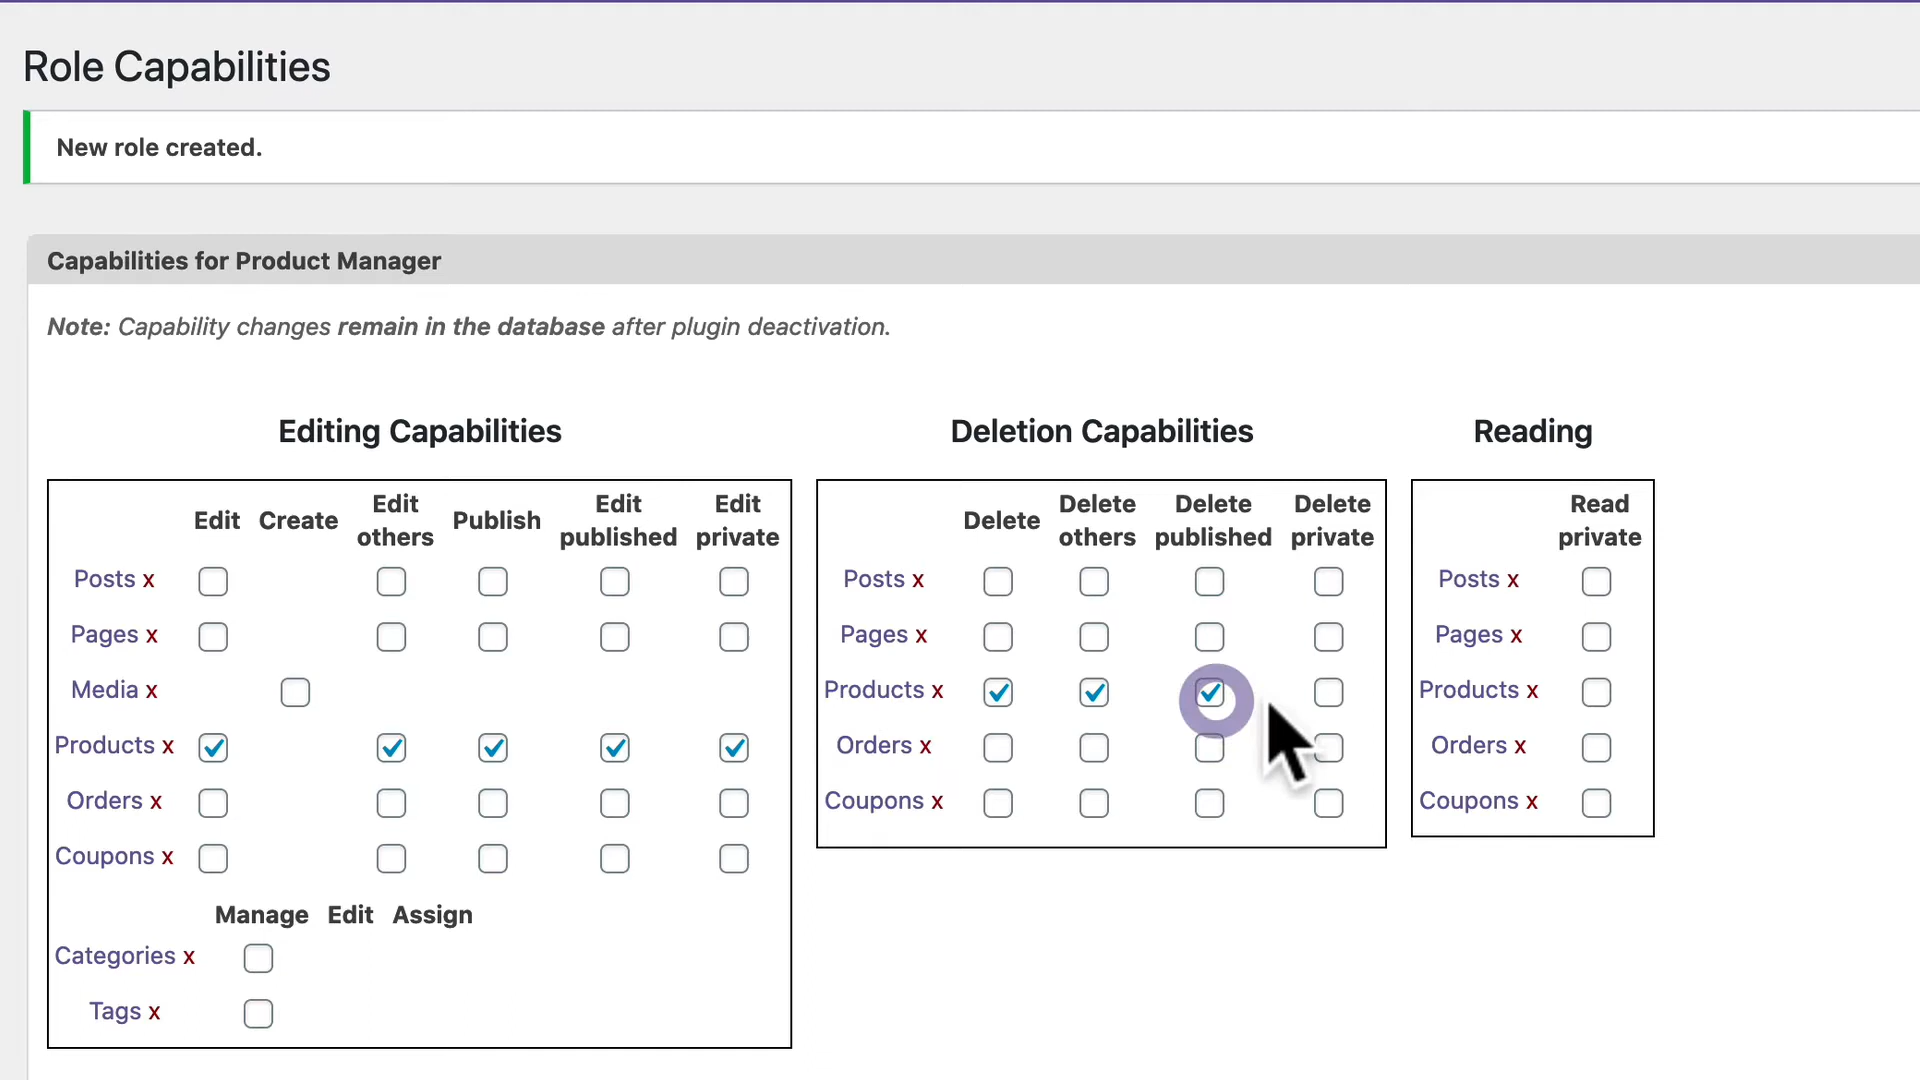 Role Capabilities
New role created.
Capabilities for Product Manager
Note: Capability changes remain in the database after plugin deactivation.
Editing Capabilities
Edit Create Edit others Publish Edit published Edit private
Posts x
Pages x
Media x
Products x
Orders x
Coupons x
Manage Edit Assign
Categories x
Tags x
Deletion Capabilities
Delete Delete others Delete published Delete private
Posts x
Pages x
Products x
Orders x
Coupons x
Reading
Read private
Posts x
Pages x
Products x
Orders x
Coupons x